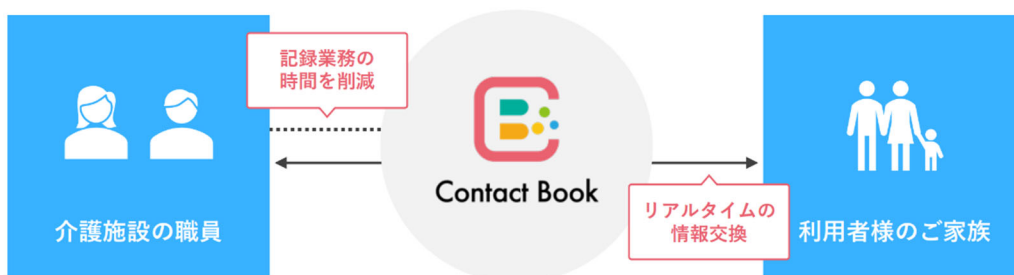 記録業務の
時間を削減
Contact Book
リアルタイムの
情報交換
介護施設の職員
利用者様のご家族